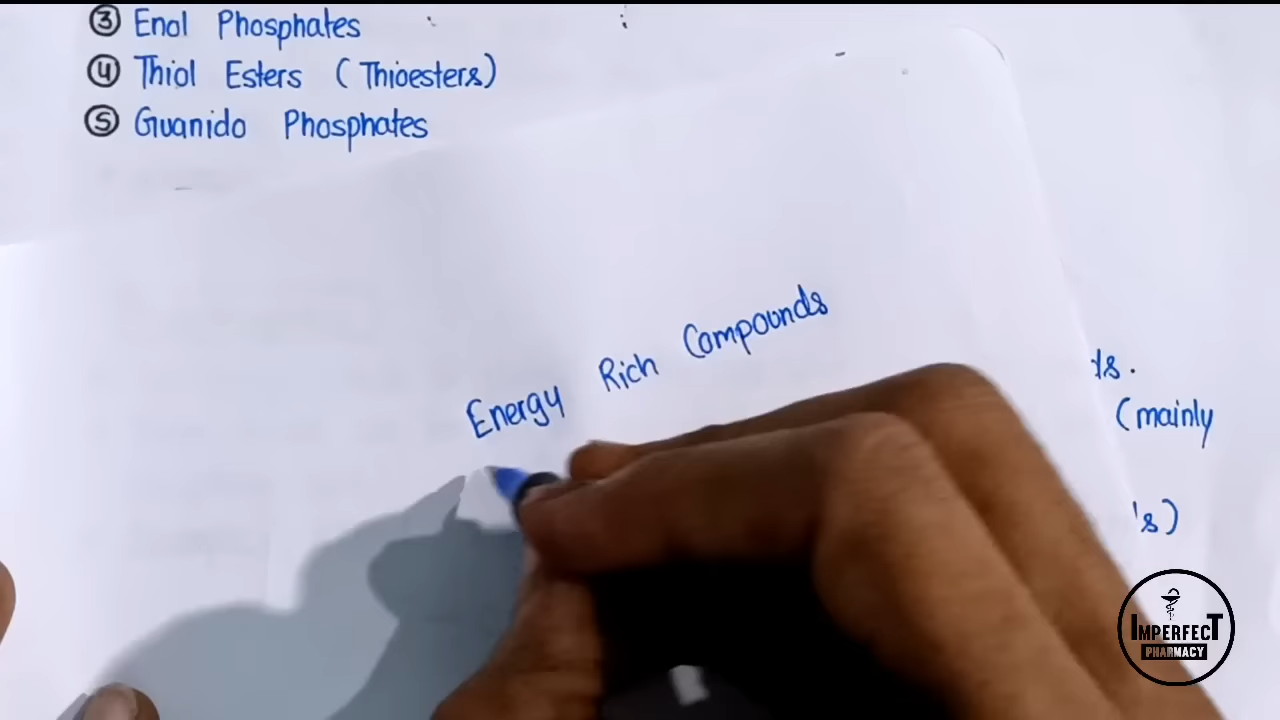 ③ Enol Phosphates
④ Thiol Esters (Thioesters)
⑤ Guanido Phosphates
Energy Rich Compounds
(mainly
's)
IMPERFECT
PHARMACY